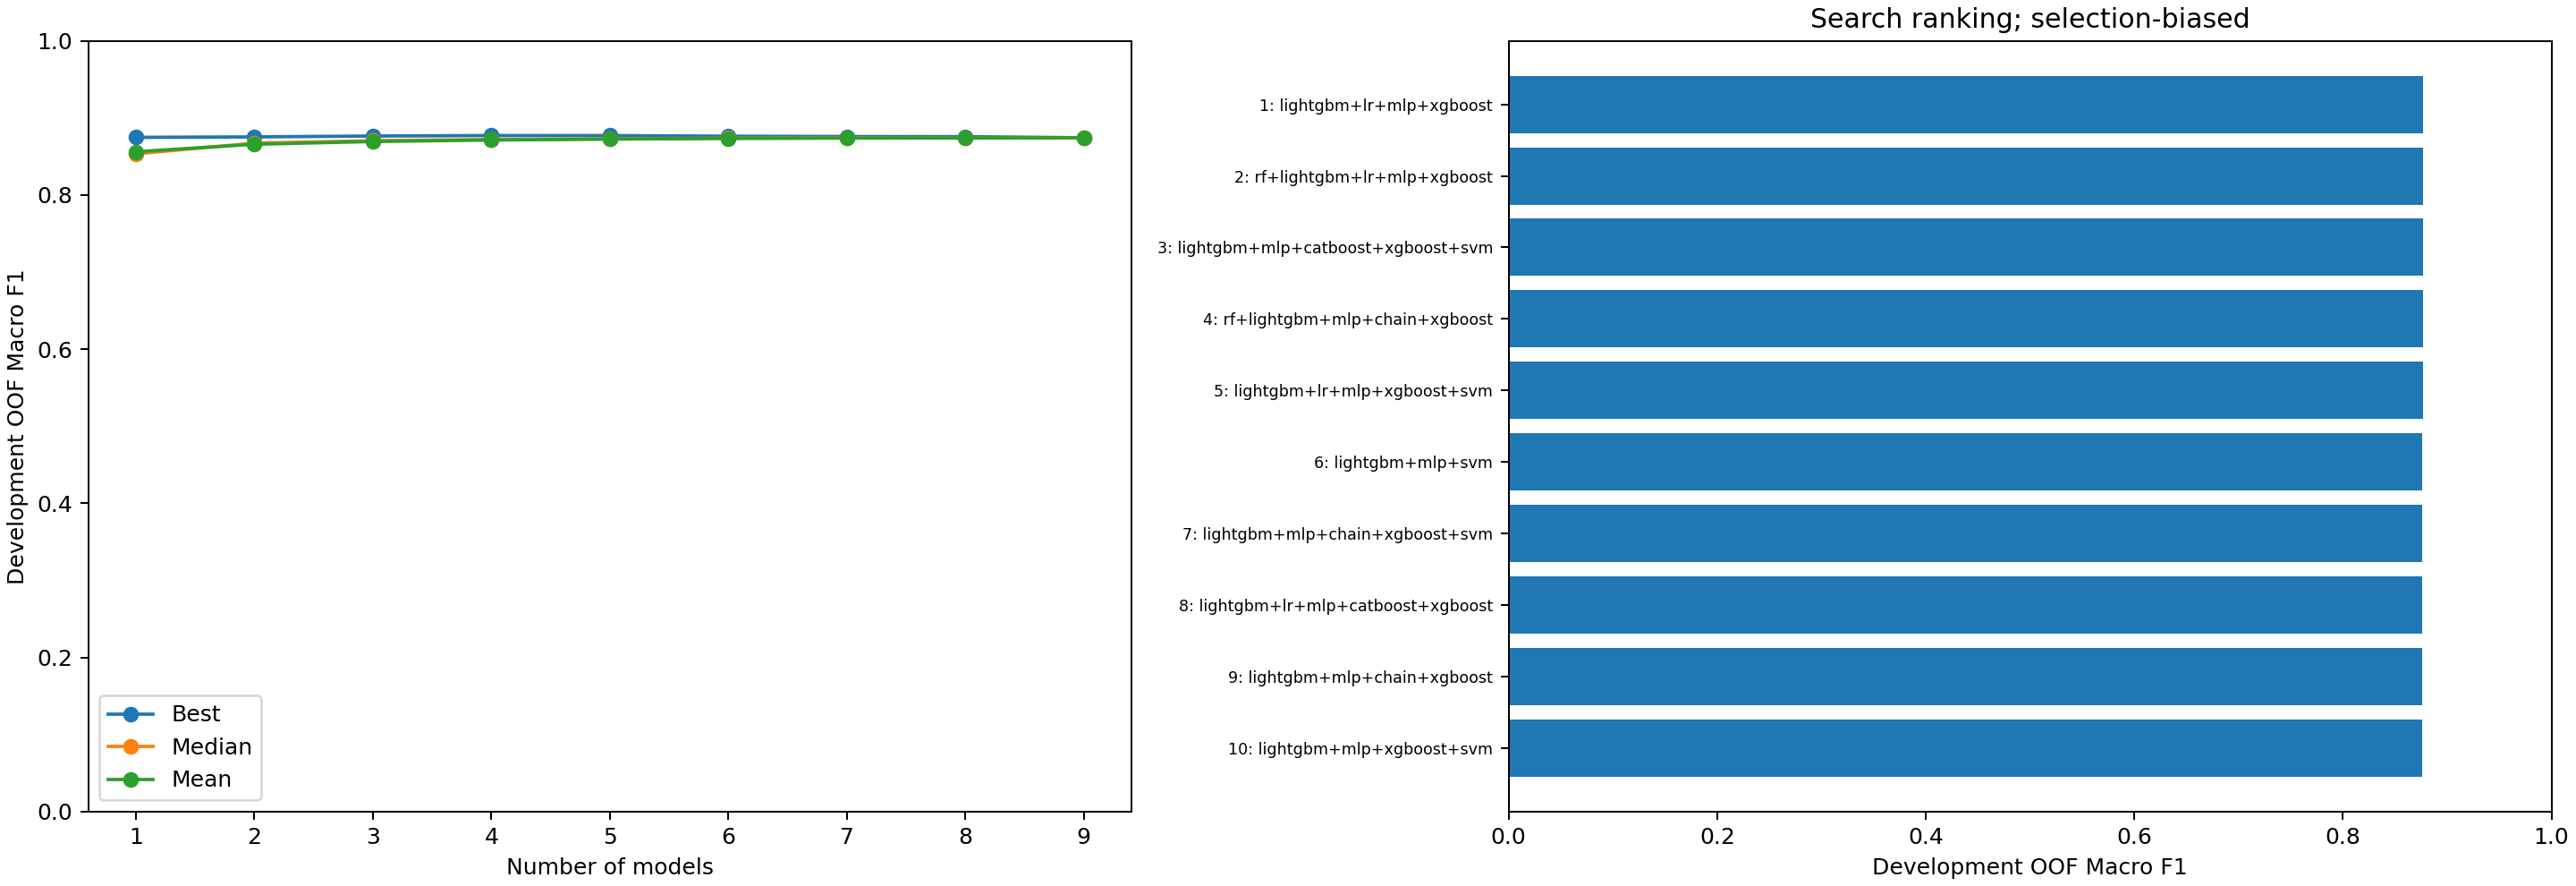 Development OOF Macro F1
1.0
0.8
0.6
0.4
0.2
0.0
Best
Median
Mean
1 2 3 4 5 6 7 8 9
Number of models
Search ranking; selection-biased
1: lightgbm+lr+mlp+xgboost
2: rf+lightgbm+lr+mlp+xgboost
3: lightgbm+mlp+catboost+xgboost+svm
4: rf+lightgbm+mlp+chain+xgboost
5: lightgbm+lr+mlp+xgboost+svm
6: lightgbm+mlp+svm
7: lightgbm+mlp+chain+xgboost+svm
8: lightgbm+lr+mlp+catboost+xgboost
9: lightgbm+mlp+chain+xgboost
10: lightgbm+mlp+xgboost+svm
0.0 0.2 0.4 0.6 0.8 1.0
Development OOF Macro F1